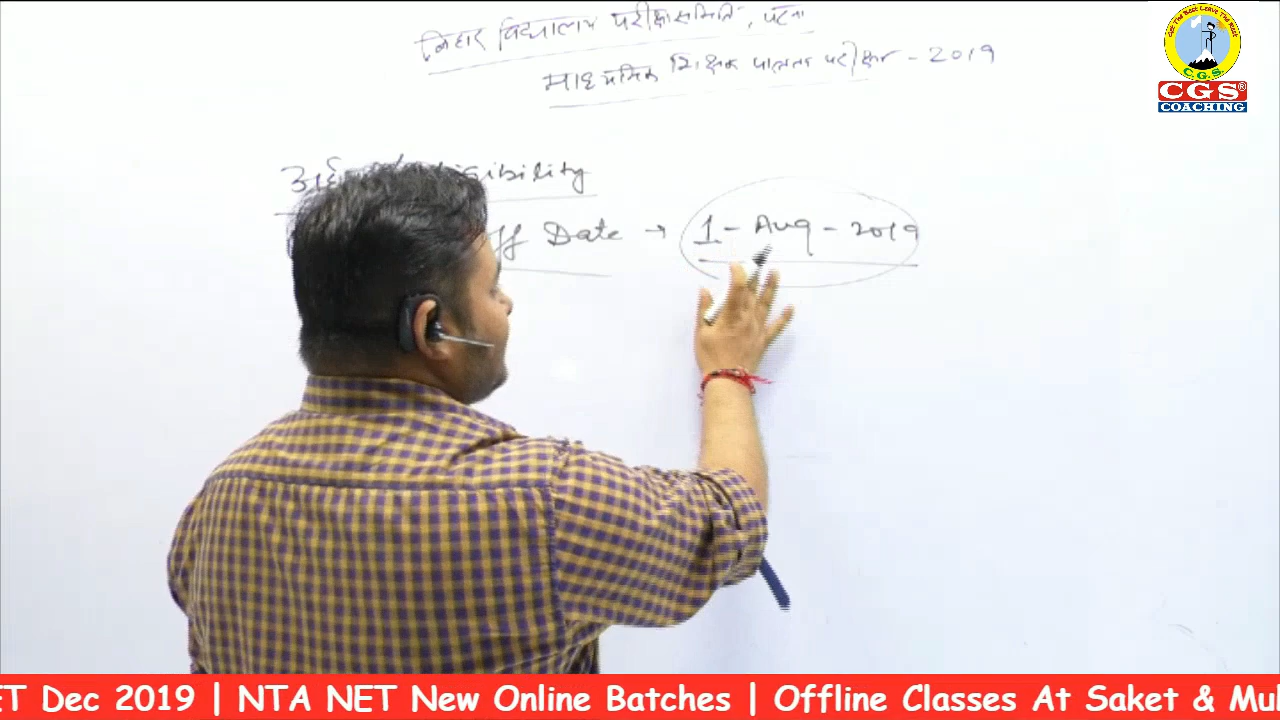 बिहार विद्यालय परीक्षा समिति, पटना
माध्यमिक शिक्षक पात्रता परीक्षा - 2019
C.G.S.
CGS®
COACHING
Date → 1 - Aug - 2019
ET Dec 2019 | NTA NET New Online Batches | Offline Classes At Saket & Mu